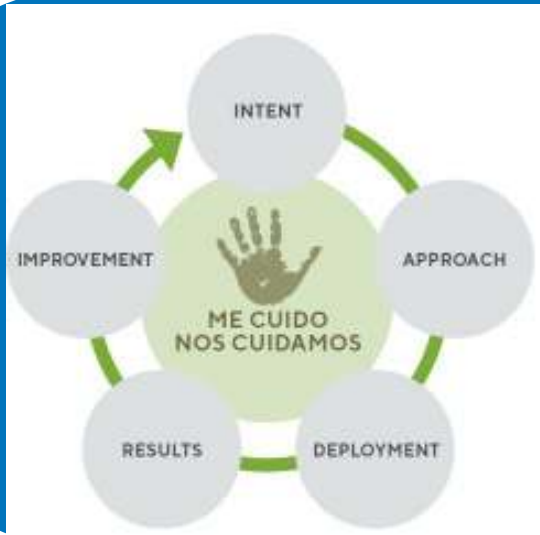 INTENT
APPROACH
DEPLOYMENT
RESULTS
IMPROVEMENT
ME CUIDO
NOS CUIDAMOS